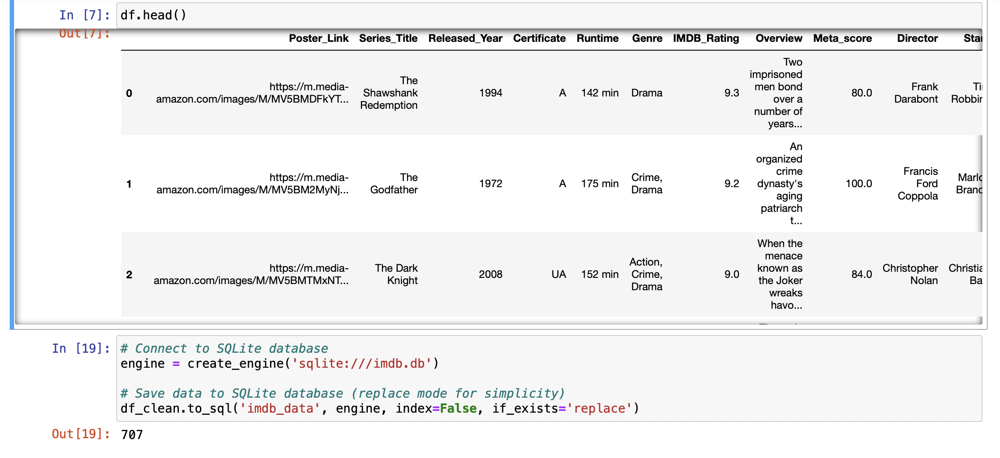 In [7]: df.head()
Out[7]:
Poster_Link Series_Title Released_Year Certificate Runtime Genre IMDB_Rating Overview Meta_score Director Star
0 https://m.media-amazon.com/images/M/MV5BMDFkYT... The Shawshank Redemption 1994 A 142 min Drama 9.3 Two imprisoned men bond over a number of years... 80.0 Frank Darabont Ti Robbin
1 https://m.media-amazon.com/images/M/MV5BM2MyNj... The Godfather 1972 A 175 min Crime, Drama 9.2 An organized crime dynasty's aging patriarch t... 100.0 Francis Ford Coppola Marlo Brand
2 https://m.media-amazon.com/images/M/MV5BMTMxNT... The Dark Knight 2008 UA 152 min Action, Crime, Drama 9.0 When the menace known as the Joker wreaks havo... 84.0 Christopher Nolan Christia Ba
In [19]: # Connect to SQLite database
engine = create_engine('sqlite:///imdb.db')
# Save data to SQLite database (replace mode for simplicity)
df_clean.to_sql('imdb_data', engine, index=False, if_exists='replace')
Out[19]: 707